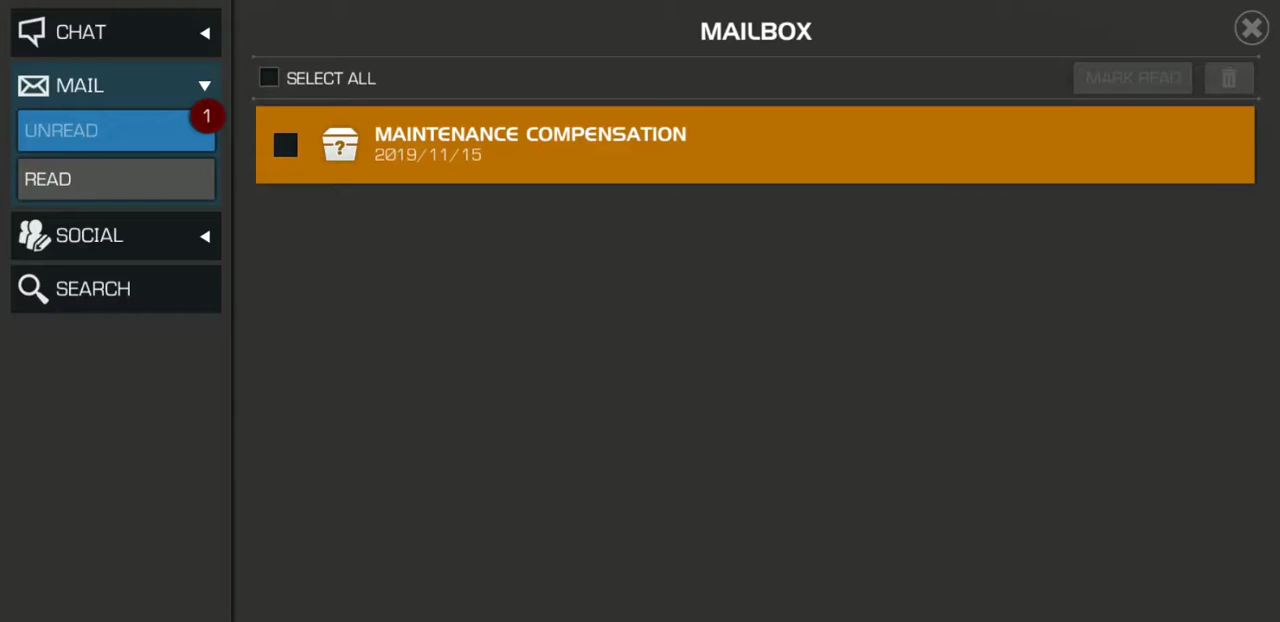 CHAT
MAIL
1
UNREAD
READ
SOCIAL
SEARCH
MAILBOX
SELECT ALL
MARK READ
?
MAINTENANCE COMPENSATION
2019/11/15